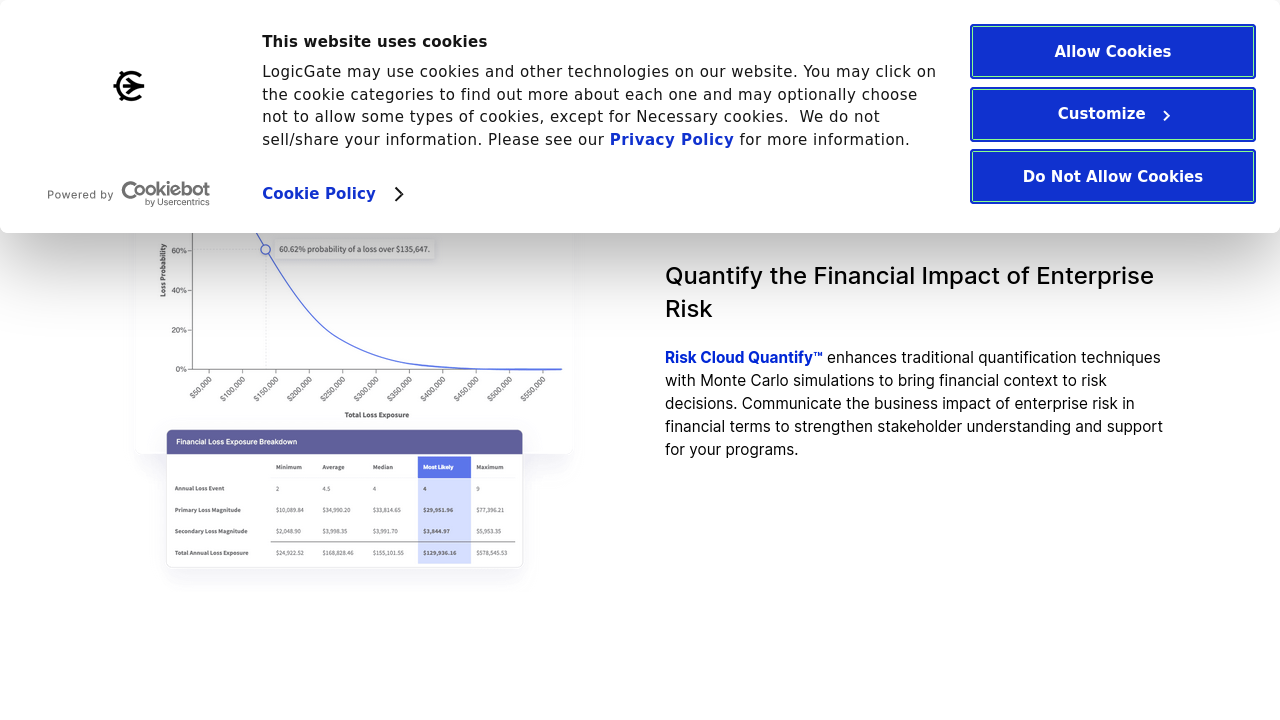 This website uses cookies
LogicGate may use cookies and other technologies on our website. You may click on
the cookie categories to find out more about each one and may optionally choose
not to allow some types of cookies, except for Necessary cookies.  We do not
sell/share your information. Please see our Privacy Policy for more information.
Cookie Policy
Powered by Cookiebot
by Usercentrics
Allow Cookies
Customize
Do Not Allow Cookies
Loss Probability
60%
40%
20%
0%
60.62% probability of a loss over $135,647.
$50,000 $100,000 $150,000 $200,000 $250,000 $300,000 $350,000 $400,000 $450,000 $500,000 $550,000
Total Loss Exposure
Financial Loss Exposure Breakdown
Minimum Average Median Most Likely Maximum
Annual Loss Event 2 4.5 4 4 9
Primary Loss Magnitude $10,089.84 $34,990.20 $33,814.65 $29,951.96 $77,396.21
Secondary Loss Magnitude $2,048.90 $3,998.35 $3,991.70 $3,844.97 $5,953.35
Total Annual Loss Exposure $24,922.52 $168,828.46 $155,101.55 $129,936.16 $578,545.53
Quantify the Financial Impact of Enterprise
Risk
Risk Cloud Quantify™ enhances traditional quantification techniques
with Monte Carlo simulations to bring financial context to risk
decisions. Communicate the business impact of enterprise risk in
financial terms to strengthen stakeholder understanding and support
for your programs.